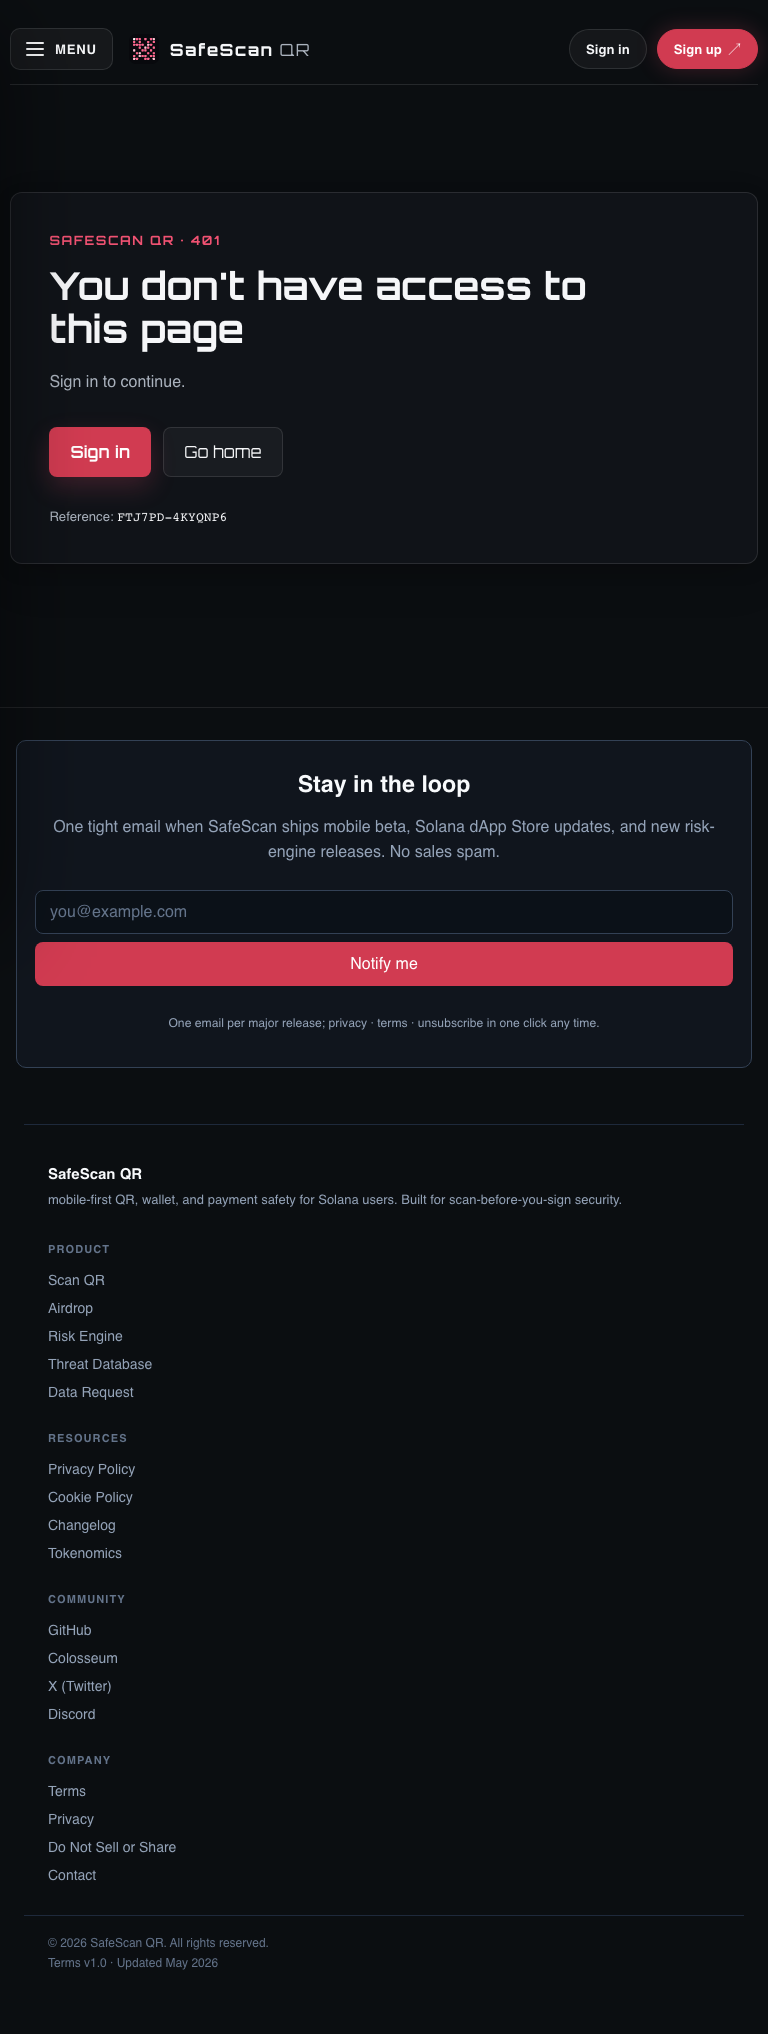 MENU
SafeScan QR
Sign in
Sign up ↗
SAFESCAN QR · 401
You don't have access to
this page
Sign in to continue.
Sign in
Go home
Reference: FTJ7PD-4KYQNP6
Stay in the loop
One tight email when SafeScan ships mobile beta, Solana dApp Store updates, and new risk-
engine releases. No sales spam.
you@example.com
Notify me
One email per major release; privacy · terms · unsubscribe in one click any time.
SafeScan QR
mobile-first QR, wallet, and payment safety for Solana users. Built for scan-before-you-sign security.
PRODUCT
Scan QR
Airdrop
Risk Engine
Threat Database
Data Request
RESOURCES
Privacy Policy
Cookie Policy
Changelog
Tokenomics
COMMUNITY
GitHub
Colosseum
X (Twitter)
Discord
COMPANY
Terms
Privacy
Do Not Sell or Share
Contact
© 2026 SafeScan QR. All rights reserved.
Terms v1.0 · Updated May 2026